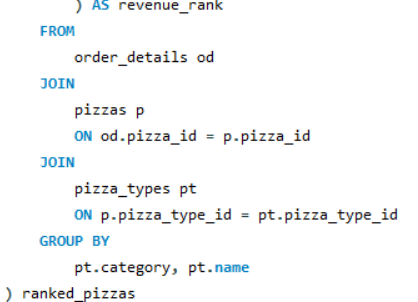 ) AS revenue_rank
FROM
order_details od
JOIN
pizzas p
ON od.pizza_id = p.pizza_id
JOIN
pizza_types pt
ON p.pizza_type_id = pt.pizza_type_id
GROUP BY
pt.category, pt.name
) ranked_pizzas